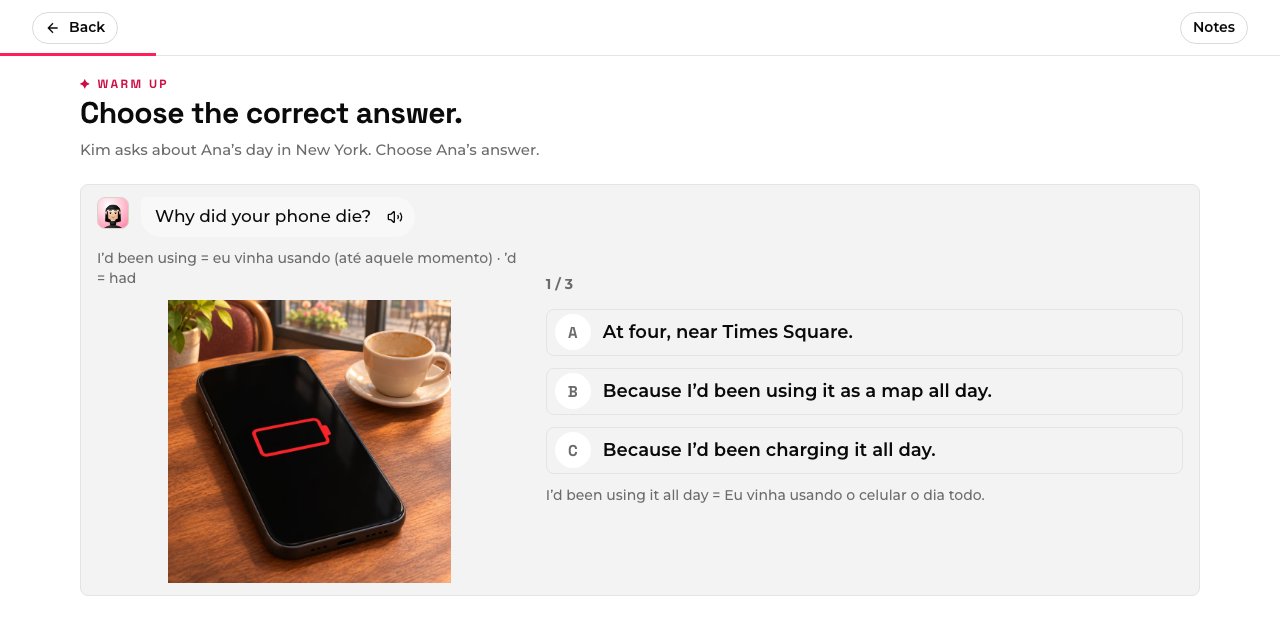 Back
Notes
WARM UP
Choose the correct answer.
Kim asks about Ana’s day in New York. Choose Ana’s answer.
Why did your phone die?
I’d been using = eu vinha usando (até aquele momento) · ’d
= had
1 / 3
A At four, near Times Square.
B Because I’d been using it as a map all day.
C Because I’d been charging it all day.
I’d been using it all day = Eu vinha usando o celular o dia todo.